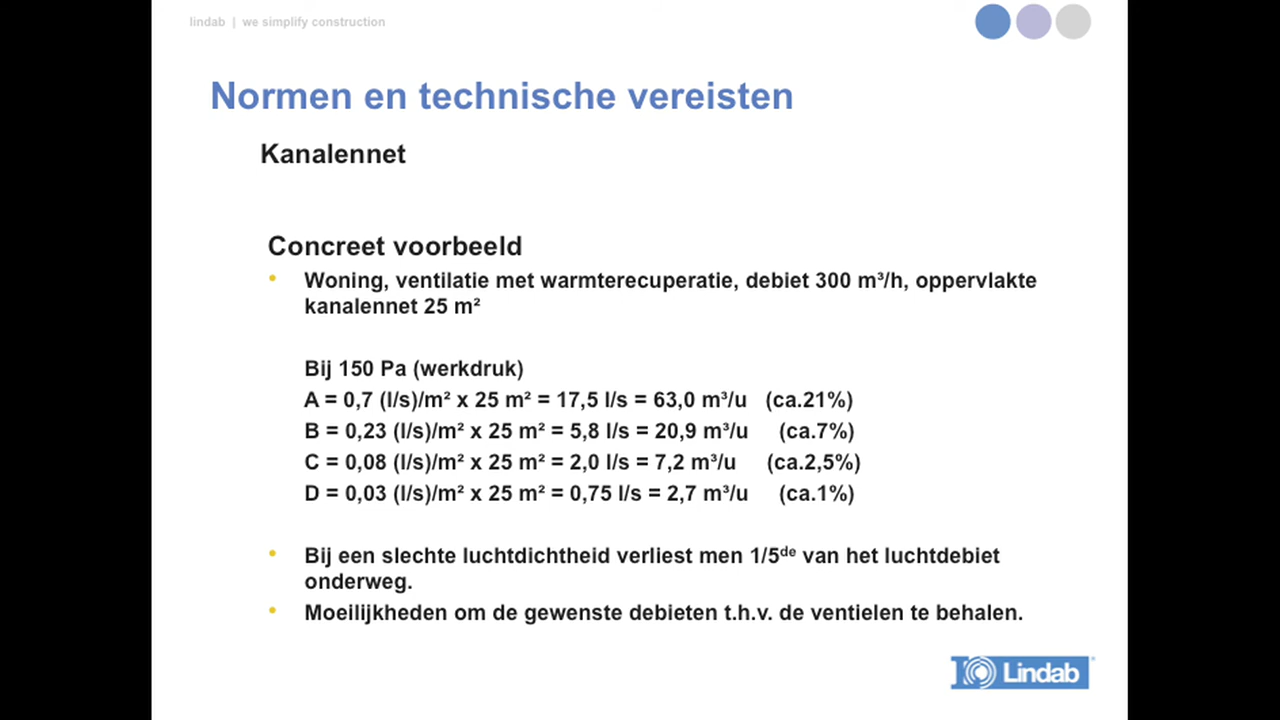 lindab | we simplify construction
Normen en technische vereisten
Kanalennet
Concreet voorbeeld
• Woning, ventilatie met warmterecuperatie, debiet 300 m³/h, oppervlakte
kanalennet 25 m²
Bij 150 Pa (werkdruk)
A = 0,7 (l/s)/m² x 25 m² = 17,5 l/s = 63,0 m³/u (ca.21%)
B = 0,23 (l/s)/m² x 25 m² = 5,8 l/s = 20,9 m³/u (ca.7%)
C = 0,08 (l/s)/m² x 25 m² = 2,0 l/s = 7,2 m³/u (ca.2,5%)
D = 0,03 (l/s)/m² x 25 m² = 0,75 l/s = 2,7 m³/u (ca.1%)
• Bij een slechte luchtdichtheid verliest men 1/5de van het luchtdebiet
onderweg.
• Moeilijkheden om de gewenste debieten t.h.v. de ventielen te behalen.
Lindab